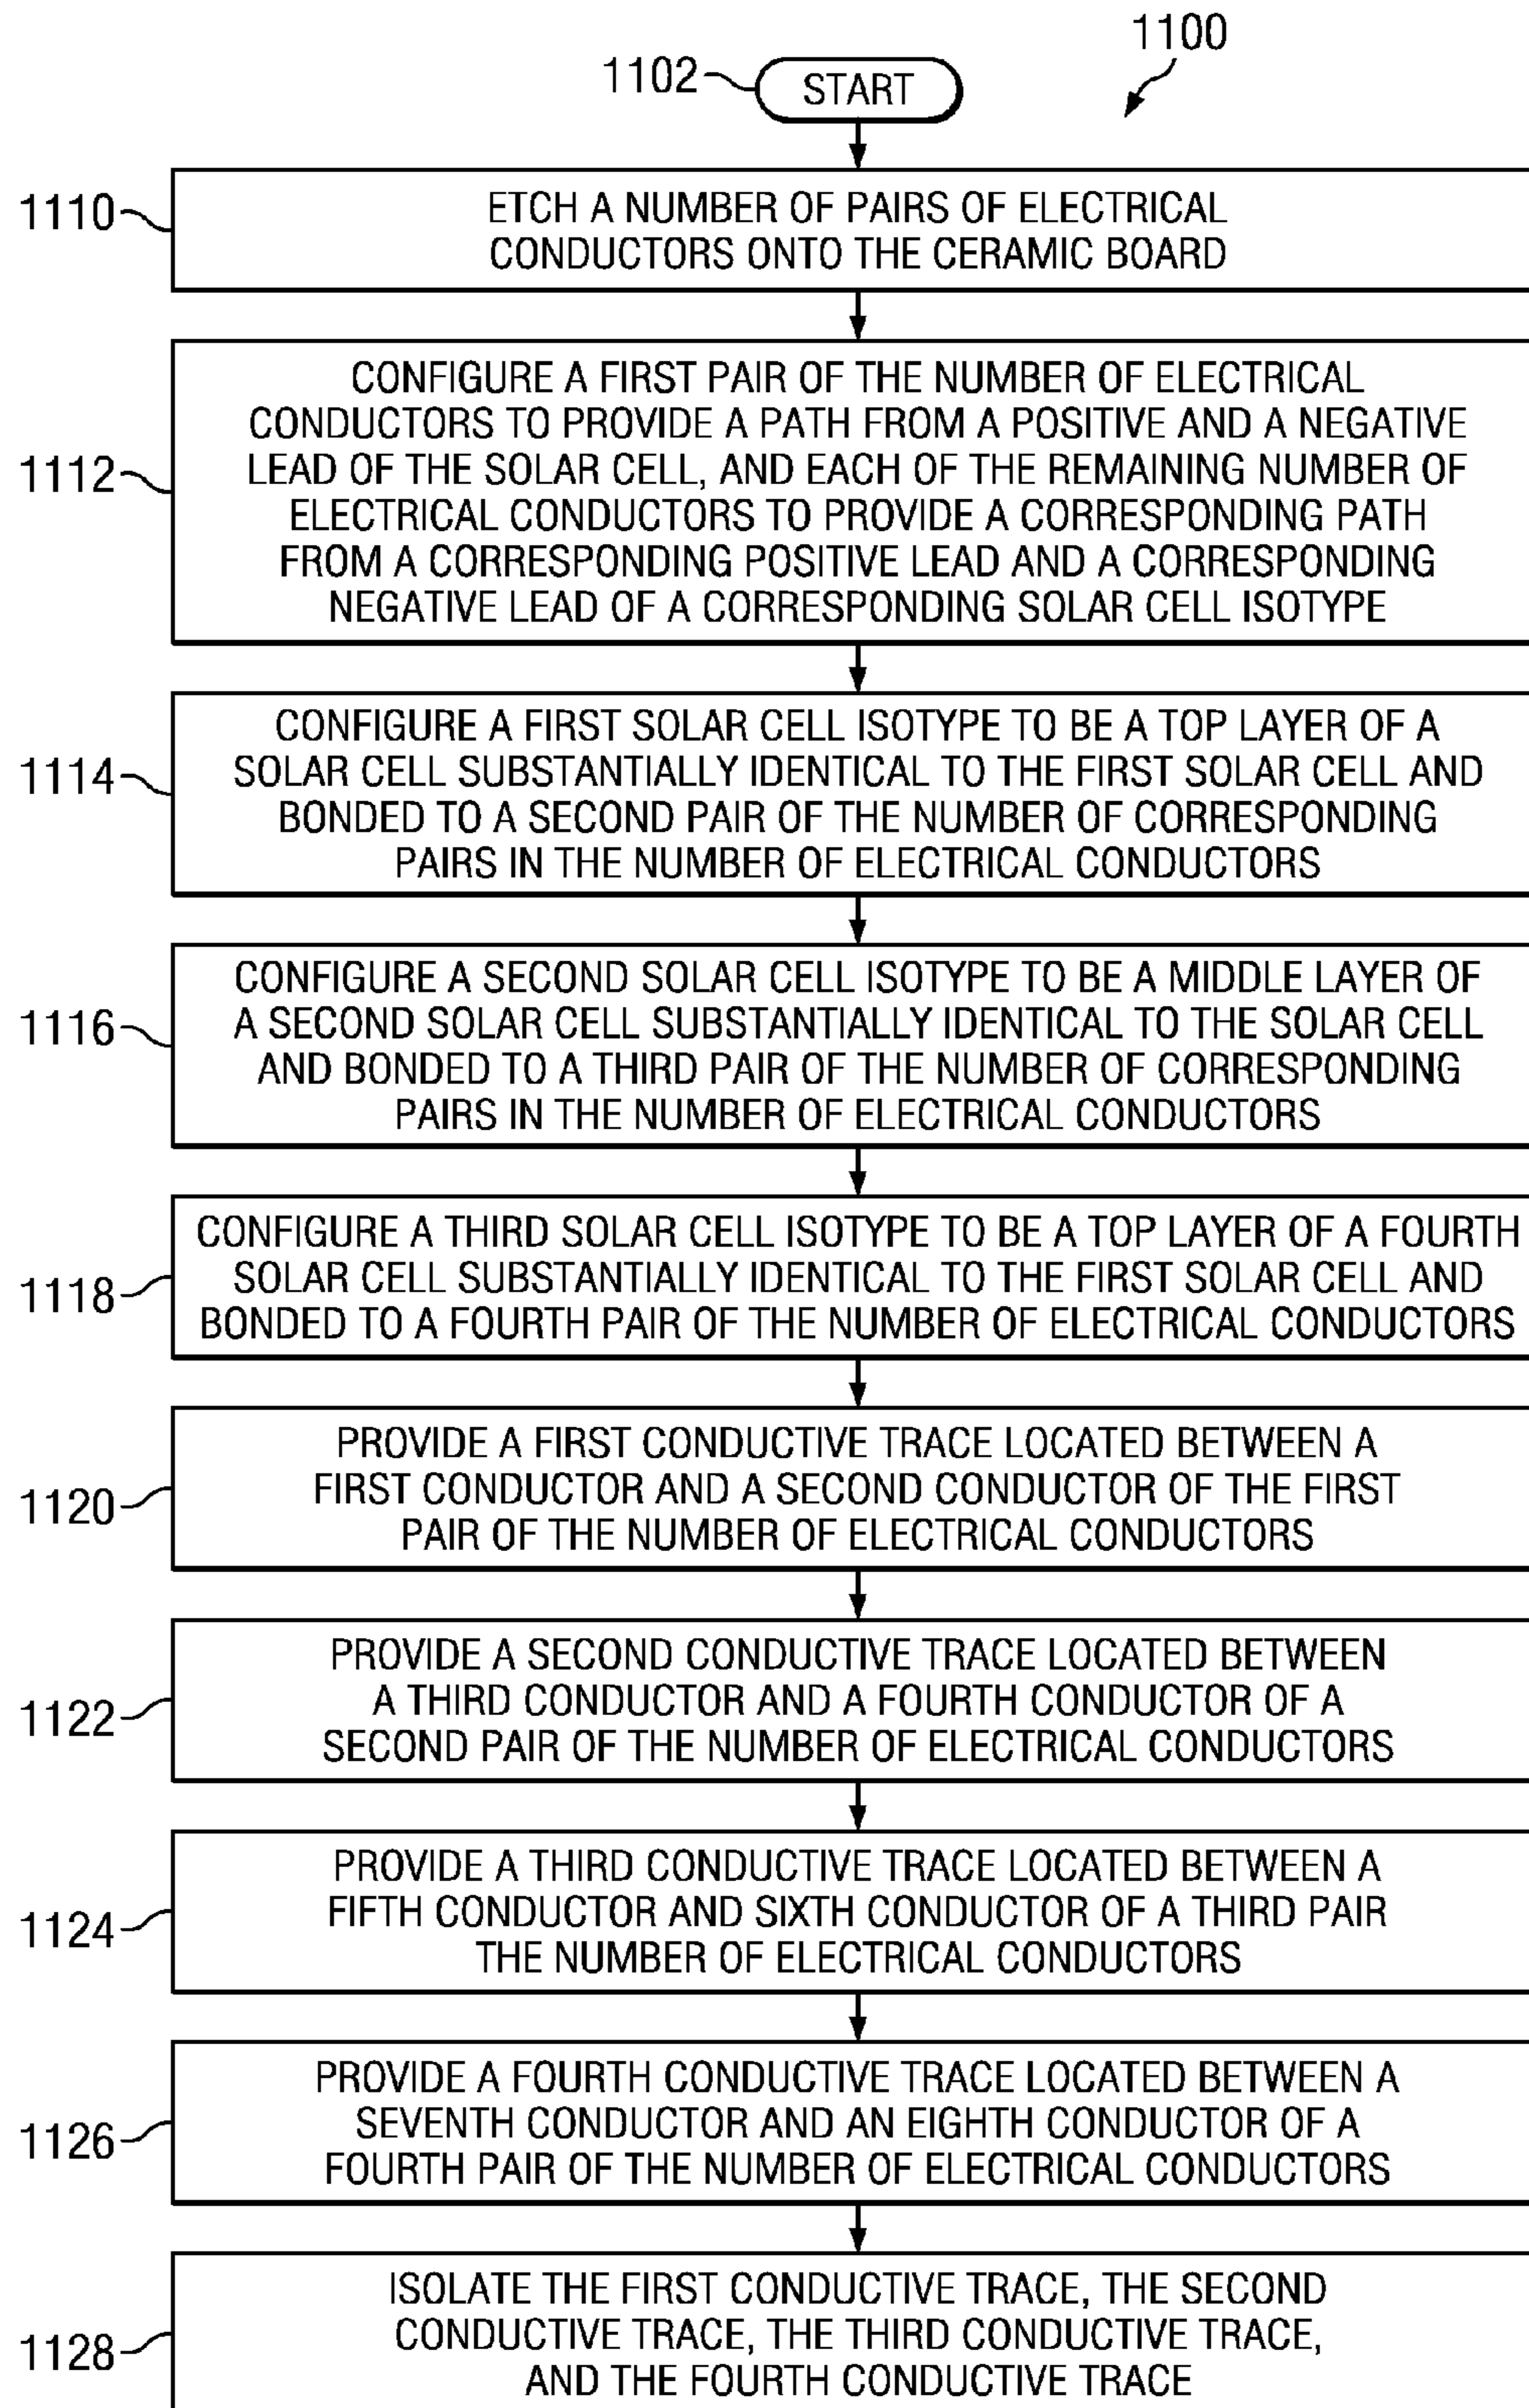 1100
1102
START
1110
ETCH A NUMBER OF PAIRS OF ELECTRICAL
CONDUCTORS ONTO THE CERAMIC BOARD
1112
CONFIGURE A FIRST PAIR OF THE NUMBER OF ELECTRICAL
CONDUCTORS TO PROVIDE A PATH FROM A POSITIVE AND A NEGATIVE
LEAD OF THE SOLAR CELL, AND EACH OF THE REMAINING NUMBER OF
ELECTRICAL CONDUCTORS TO PROVIDE A CORRESPONDING PATH
FROM A CORRESPONDING POSITIVE LEAD AND A CORRESPONDING
NEGATIVE LEAD OF A CORRESPONDING SOLAR CELL ISOTYPE
1114
CONFIGURE A FIRST SOLAR CELL ISOTYPE TO BE A TOP LAYER OF A
SOLAR CELL SUBSTANTIALLY IDENTICAL TO THE FIRST SOLAR CELL AND
BONDED TO A SECOND PAIR OF THE NUMBER OF CORRESPONDING
PAIRS IN THE NUMBER OF ELECTRICAL CONDUCTORS
1116
CONFIGURE A SECOND SOLAR CELL ISOTYPE TO BE A MIDDLE LAYER OF
A SECOND SOLAR CELL SUBSTANTIALLY IDENTICAL TO THE SOLAR CELL
AND BONDED TO A THIRD PAIR OF THE NUMBER OF CORRESPONDING
PAIRS IN THE NUMBER OF ELECTRICAL CONDUCTORS
1118
CONFIGURE A THIRD SOLAR CELL ISOTYPE TO BE A TOP LAYER OF A FOURTH
SOLAR CELL SUBSTANTIALLY IDENTICAL TO THE FIRST SOLAR CELL AND
BONDED TO A FOURTH PAIR OF THE NUMBER OF ELECTRICAL CONDUCTORS
1120
PROVIDE A FIRST CONDUCTIVE TRACE LOCATED BETWEEN A
FIRST CONDUCTOR AND A SECOND CONDUCTOR OF THE FIRST
PAIR OF THE NUMBER OF ELECTRICAL CONDUCTORS
1122
PROVIDE A SECOND CONDUCTIVE TRACE LOCATED BETWEEN
A THIRD CONDUCTOR AND A FOURTH CONDUCTOR OF A
SECOND PAIR OF THE NUMBER OF ELECTRICAL CONDUCTORS
1124
PROVIDE A THIRD CONDUCTIVE TRACE LOCATED BETWEEN A
FIFTH CONDUCTOR AND SIXTH CONDUCTOR OF A THIRD PAIR
THE NUMBER OF ELECTRICAL CONDUCTORS
1126
PROVIDE A FOURTH CONDUCTIVE TRACE LOCATED BETWEEN A
SEVENTH CONDUCTOR AND AN EIGHTH CONDUCTOR OF A
FOURTH PAIR OF THE NUMBER OF ELECTRICAL CONDUCTORS
1128
ISOLATE THE FIRST CONDUCTIVE TRACE, THE SECOND
CONDUCTIVE TRACE, THE THIRD CONDUCTIVE TRACE,
AND THE FOURTH CONDUCTIVE TRACE